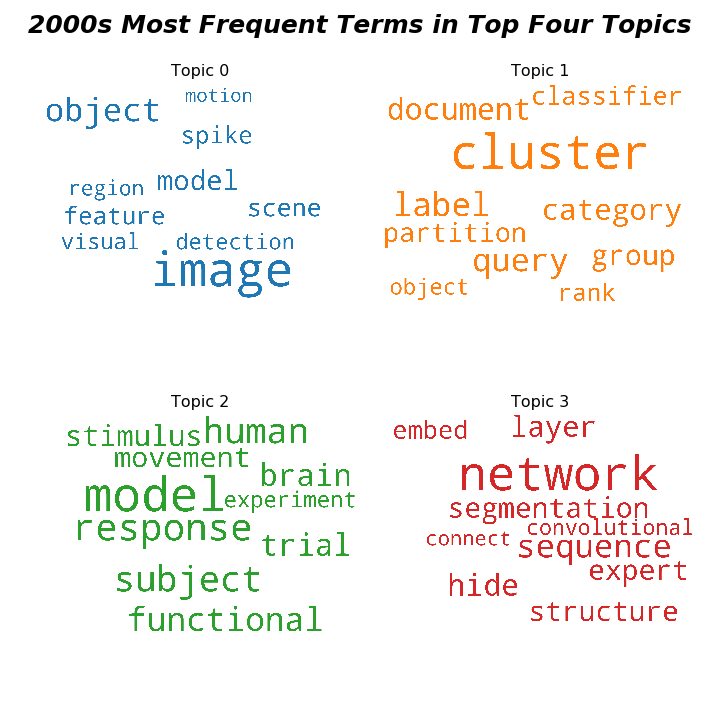 2000s Most Frequent Terms in Top Four Topics
Topic 0
motion
object
spike
model
region
scene
feature
visual
detection
image
Topic 1
classifier
document
cluster
label
category
partition
group
query
object
rank
Topic 2
human
stimulus
movement
brain
model
experiment
response
trial
subject
functional
Topic 3
layer
embed
network
segmentation
convolutional
connect
sequence
expert
hide
structure